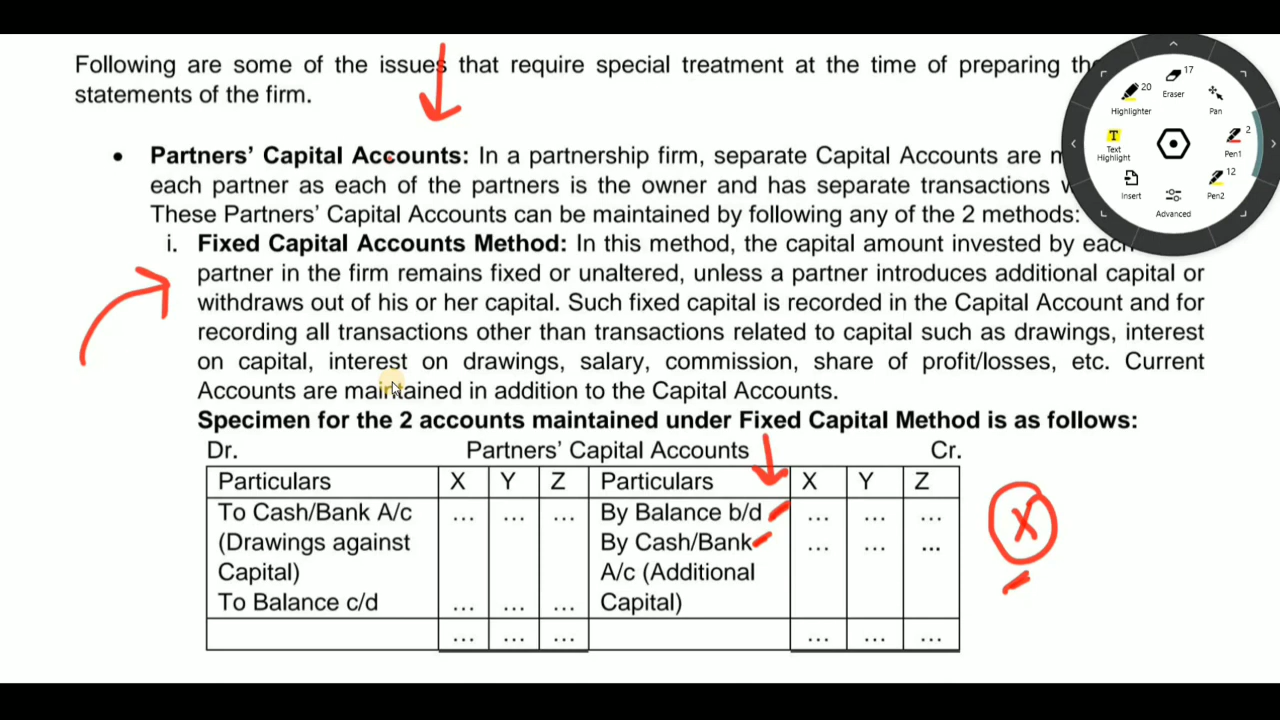 Following are some of the issues that require special treatment at the time of preparing
statements of the firm.
• Partners' Capital Accounts: In a partnership firm, separate Capital Accounts are
each partner as each of the partners is the owner and has separate transactions
These Partners' Capital Accounts can be maintained by following any of the 2 methods:
i. Fixed Capital Accounts Method: In this method, the capital amount invested by each
partner in the firm remains fixed or unaltered, unless a partner introduces additional capital or
withdraws out of his or her capital. Such fixed capital is recorded in the Capital Account and for
recording all transactions other than transactions related to capital such as drawings, interest
on capital, interest on drawings, salary, commission, share of profit/losses, etc. Current
Accounts are maintained in addition to the Capital Accounts.
Specimen for the 2 accounts maintained under Fixed Capital Method is as follows:
Dr. Partners' Capital Accounts Cr.
Particulars X Y Z Particulars X Y Z
To Cash/Bank A/c ... ... ... By Balance b/d ... ... ...
(Drawings against By Cash/Bank ... ... ...
Capital) A/c (Additional
To Balance c/d ... ... ... Capital)
... ... ... ... ... ...
X
17
Eraser
20
Highlighter
Pan
T
Text
Highlight
2
Pen1
Insert
12
Pen2
Advanced